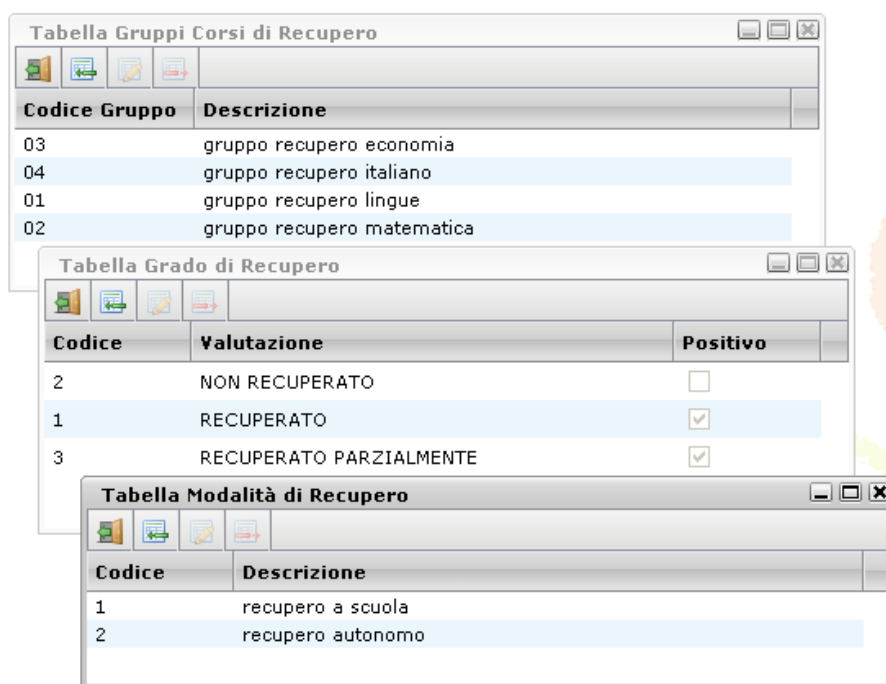 Tabella Gruppi Corsi di Recupero
Codice Gruppo Descrizione
03 gruppo recupero economia
04 gruppo recupero italiano
01 gruppo recupero lingue
02 gruppo recupero matematica
Tabella Grado di Recupero
Codice Valutazione Positivo
2 NON RECUPERATO
1 RECUPERATO
3 RECUPERATO PARZIALMENTE
Tabella Modalità di Recupero
Codice Descrizione
1 recupero a scuola
2 recupero autonomo